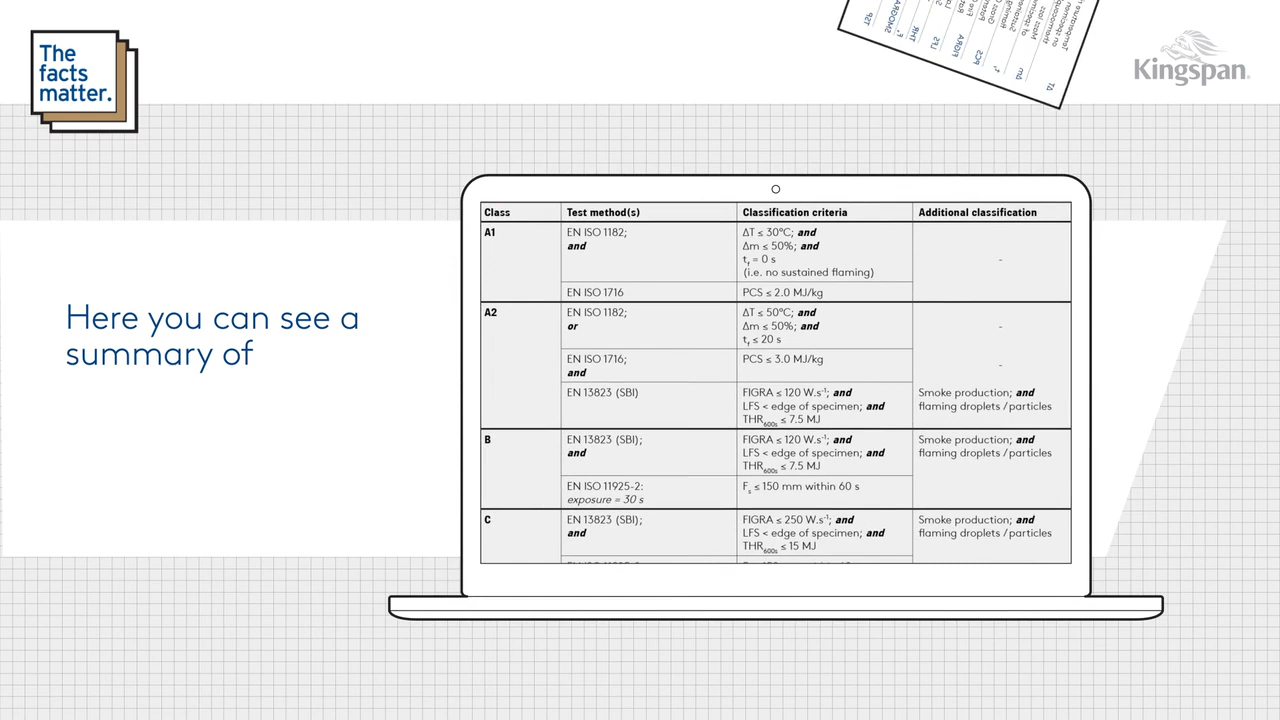 The
facts
matter.
Kingspan
Here you can see a
summary of
Class Test method(s) Classification criteria Additional classification
A1 EN ISO 1182; ΔT ≤ 30°C; and
and Δm ≤ 50%; and
tf = 0 s -
(i.e. no sustained flaming)
EN ISO 1716 PCS ≤ 2.0 MJ/kg
A2 EN ISO 1182; ΔT ≤ 50°C; and
or Δm ≤ 50%; and -
tf ≤ 20 s
EN ISO 1716; PCS ≤ 3.0 MJ/kg -
and
EN 13823 (SBI) FIGRA ≤ 120 W.s⁻¹; and Smoke production; and
LFS < edge of specimen; and flaming droplets / particles
THR600s ≤ 7.5 MJ
B EN 13823 (SBI); FIGRA ≤ 120 W.s⁻¹; and Smoke production; and
and LFS < edge of specimen; and flaming droplets / particles
THR600s ≤ 7.5 MJ
EN ISO 11925-2: Fs ≤ 150 mm within 60 s
exposure = 30 s
C EN 13823 (SBI); FIGRA ≤ 250 W.s⁻¹; and Smoke production; and
and LFS < edge of specimen; and flaming droplets / particles
THR600s ≤ 15 MJ